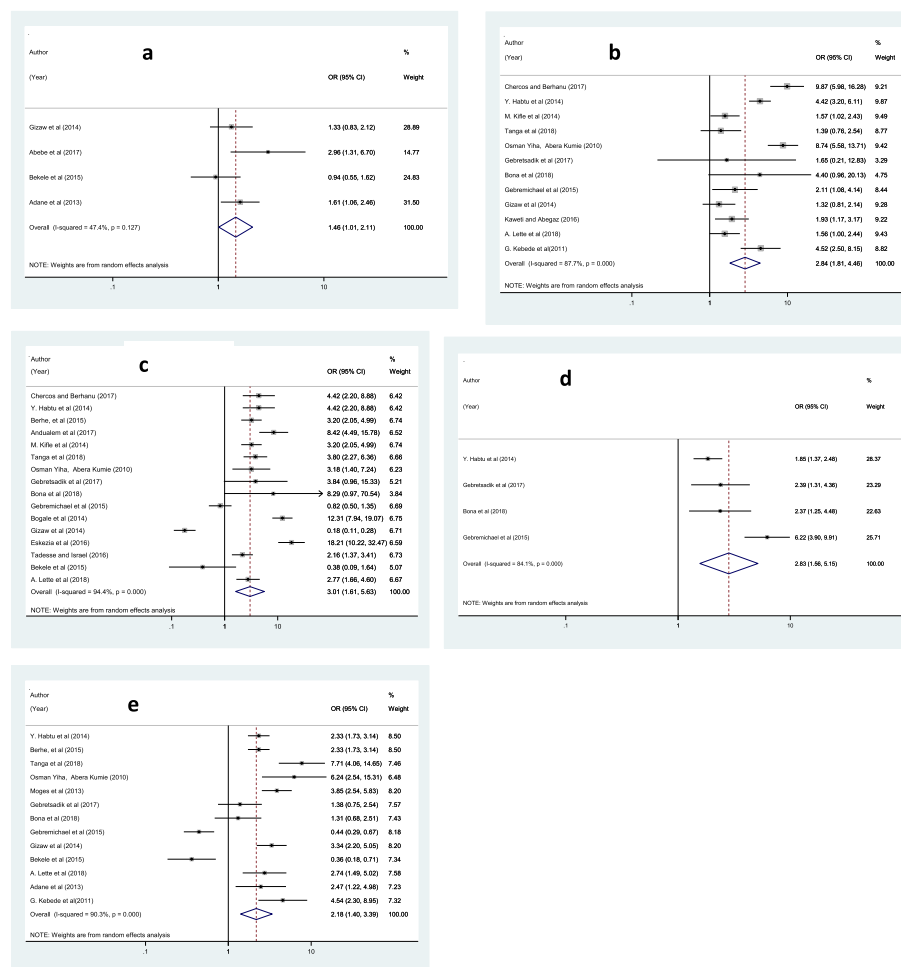 a
Author %
(Year) OR (95% CI) Weight
Gizaw et al (2014) 1.33 (0.83, 2.12) 28.89
Abebe et al (2017) 2.96 (1.31, 6.70) 14.77
Bekele et al (2015) 0.94 (0.55, 1.62) 24.83
Adane et al (2013) 1.61 (1.06, 2.46) 31.50
Overall (I-squared = 47.4%, p = 0.127) 1.46 (1.01, 2.11) 100.00
NOTE: Weights are from random effects analysis
.1 1 10
b
Author %
(Year) OR (95% CI) Weight
Chercos and Berhanu (2017) 9.87 (5.98, 16.28) 9.21
Y. Habtu et al (2014) 4.42 (3.20, 6.11) 9.87
M. Kifle et al (2014) 1.57 (1.02, 2.43) 9.49
Tanga et al (2018) 1.39 (0.76, 2.54) 8.77
Osman Yiha, Abera Kumie (2010) 8.74 (5.58, 13.71) 9.42
Gebretsadik et al (2017) 1.65 (0.21, 12.83) 3.29
Bona et al (2018) 4.40 (0.96, 20.13) 4.75
Gebremichael et al (2015) 2.11 (1.08, 4.14) 8.44
Gizaw et al (2014) 1.32 (0.81, 2.14) 9.28
Kaweti and Abegaz (2016) 1.93 (1.17, 3.17) 9.22
A. Lette et al (2018) 1.56 (1.00, 2.44) 9.43
G. Kebede et al(2011) 4.52 (2.50, 8.15) 8.82
Overall (I-squared = 87.7%, p = 0.000) 2.84 (1.81, 4.46) 100.00
NOTE: Weights are from random effects analysis
.1 1 10
c
Author %
(Year) OR (95% CI) Weight
Chercos and Berhanu (2017) 4.42 (2.20, 8.88) 6.42
Y. Habtu et al (2014) 4.42 (2.20, 8.88) 6.42
Berhe, et al (2015) 3.20 (2.05, 4.99) 6.74
Andualem et al (2017) 8.42 (4.49, 15.78) 6.52
M. Kifle et al (2014) 3.20 (2.05, 4.99) 6.74
Tanga et al (2018) 3.80 (2.27, 6.36) 6.66
Osman Yiha, Abera Kumie (2010) 3.18 (1.40, 7.24) 6.23
Gebretsadik et al (2017) 3.84 (0.96, 15.33) 5.21
Bona et al (2018) 8.29 (0.97, 70.54) 3.84
Gebremichael et al (2015) 0.82 (0.50, 1.35) 6.69
Bogale et al (2014) 12.31 (7.94, 19.07) 6.75
Gizaw et al (2014) 0.18 (0.11, 0.28) 6.71
Eskezia et al (2016) 18.21 (10.22, 32.47) 6.59
Tadesse and Israel (2016) 2.16 (1.37, 3.41) 6.73
Bekele et al (2015) 0.38 (0.09, 1.64) 5.07
A. Lette et al (2018) 2.77 (1.66, 4.60) 6.67
Overall (I-squared = 94.4%, p = 0.000) 3.01 (1.61, 5.63) 100.00
NOTE: Weights are from random effects analysis
.1 1 10
d
Author %
(Year) OR (95% CI) Weight
Y. Habtu et al (2014) 1.85 (1.37, 2.48) 28.37
Gebretsadik et al (2017) 2.39 (1.31, 4.36) 23.29
Bona et al (2018) 2.37 (1.25, 4.48) 22.63
Gebremichael et al (2015) 6.22 (3.90, 9.91) 25.71
Overall (I-squared = 84.1%, p = 0.000) 2.83 (1.56, 5.15) 100.00
NOTE: Weights are from random effects analysis
.1 1 10
e
Author %
(Year) OR (95% CI) Weight
Y. Habtu et al (2014) 2.33 (1.73, 3.14) 8.50
Berhe, et al (2015) 2.33 (1.73, 3.14) 8.50
Tanga et al (2018) 7.71 (4.06, 14.65) 7.46
Osman Yiha, Abera Kumie (2010) 6.24 (2.54, 15.31) 6.48
Moges et al (2013) 3.85 (2.54, 5.83) 8.20
Gebretsadik et al (2017) 1.38 (0.75, 2.54) 7.57
Bona et al (2018) 1.31 (0.68, 2.51) 7.43
Gebremichael et al (2015) 0.44 (0.29, 0.67) 8.18
Gizaw et al (2014) 3.34 (2.20, 5.05) 8.20
Bekele et al (2015) 0.36 (0.18, 0.71) 7.34
A. Lette et al (2018) 2.74 (1.49, 5.02) 7.58
Adane et al (2013) 2.47 (1.22, 4.98) 7.23
G. Kebede et al(2011) 4.54 (2.30, 8.95) 7.32
Overall (I-squared = 90.3%, p = 0.000) 2.18 (1.40, 3.39) 100.00
NOTE: Weights are from random effects analysis
.1 1 10